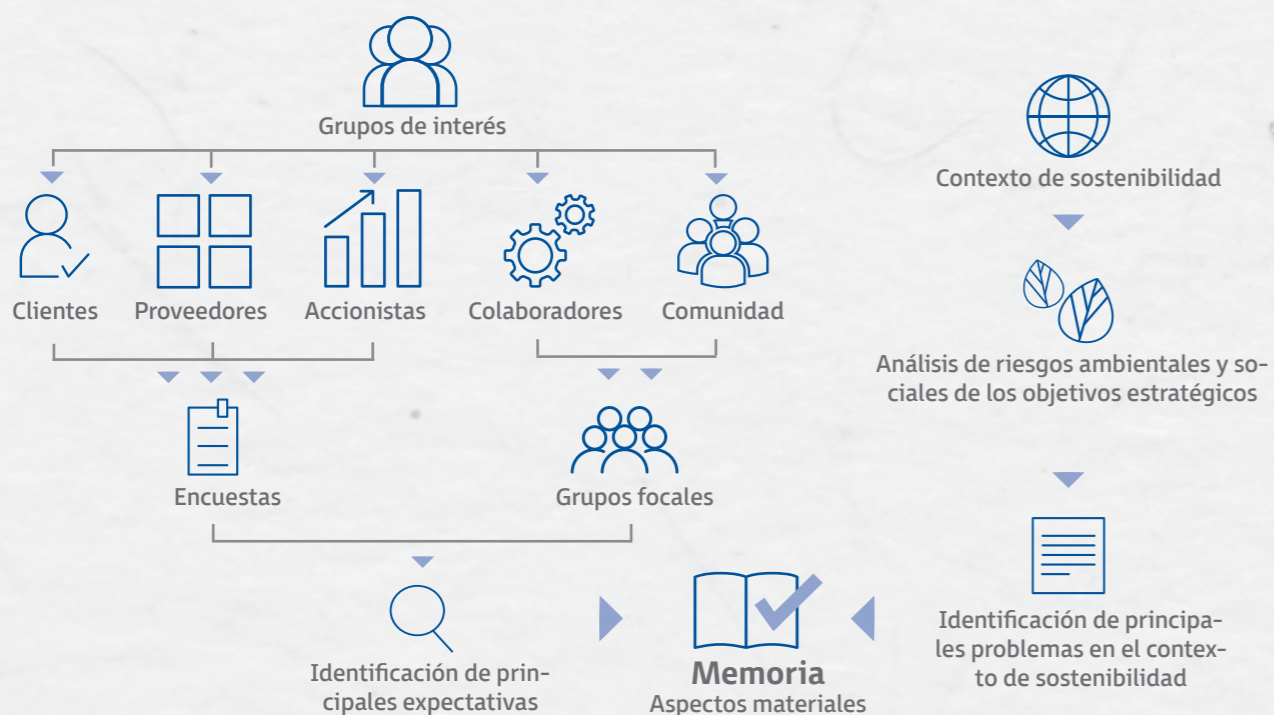 Grupos de interés
Clientes
Proveedores
Accionistas
Colaboradores
Comunidad
Encuestas
Grupos focales
Identificación de prin-
cipales expectativas
Contexto de sostenibilidad
Análisis de riesgos ambientales y so-
ciales de los objetivos estratégicos
Identificación de principa-
les problemas en el contex-
to de sostenibilidad
Memoria
Aspectos materiales